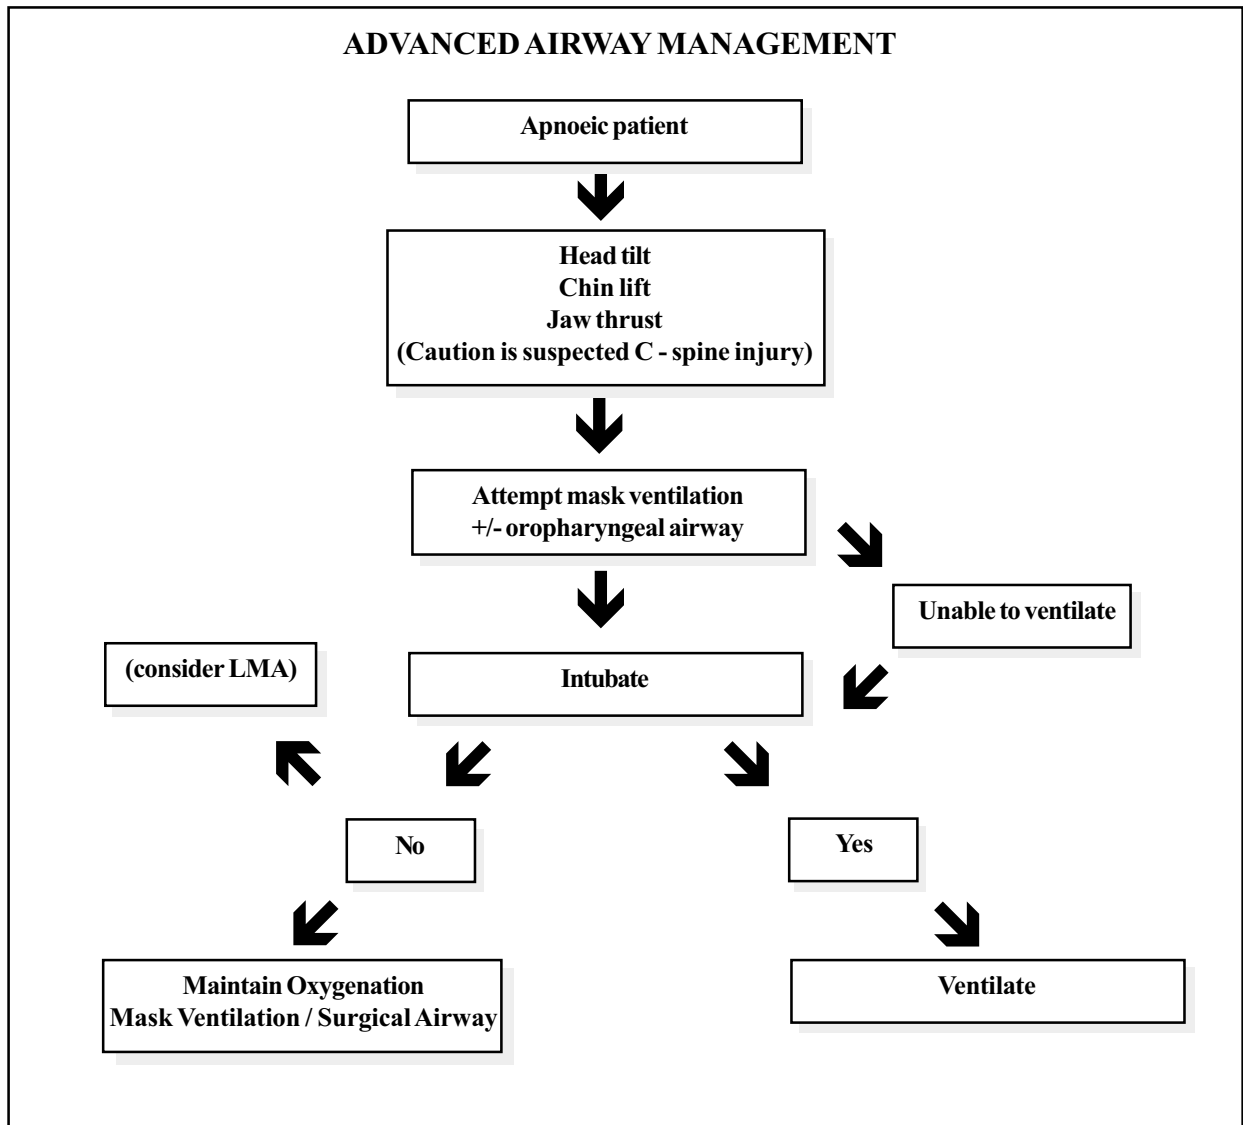 ADVANCED AIRWAY MANAGEMENT
Apnoeic patient
Head tilt
Chin lift
Jaw thrust
(Caution is suspected C - spine injury)
Attempt mask ventilation
+/- oropharyngeal airway
Unable to ventilate
(consider LMA)
Intubate
No
Yes
Maintain Oxygenation
Mask Ventilation / Surgical Airway
Ventilate